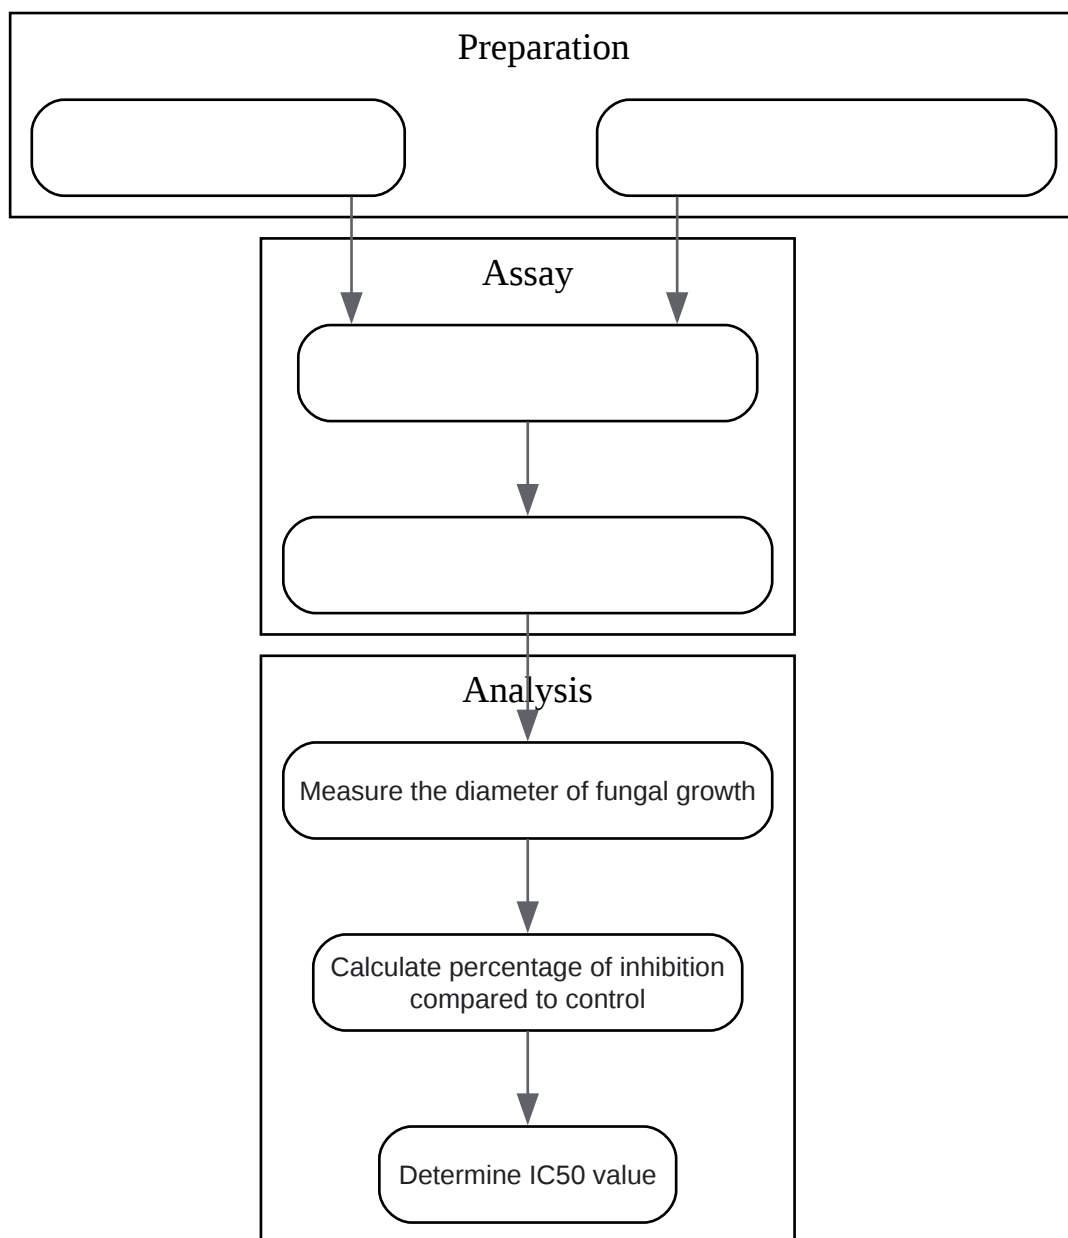 Preparation
Assay
Analysis
Measure the diameter of fungal growth
Calculate percentage of inhibition
compared to control
Determine IC50 value